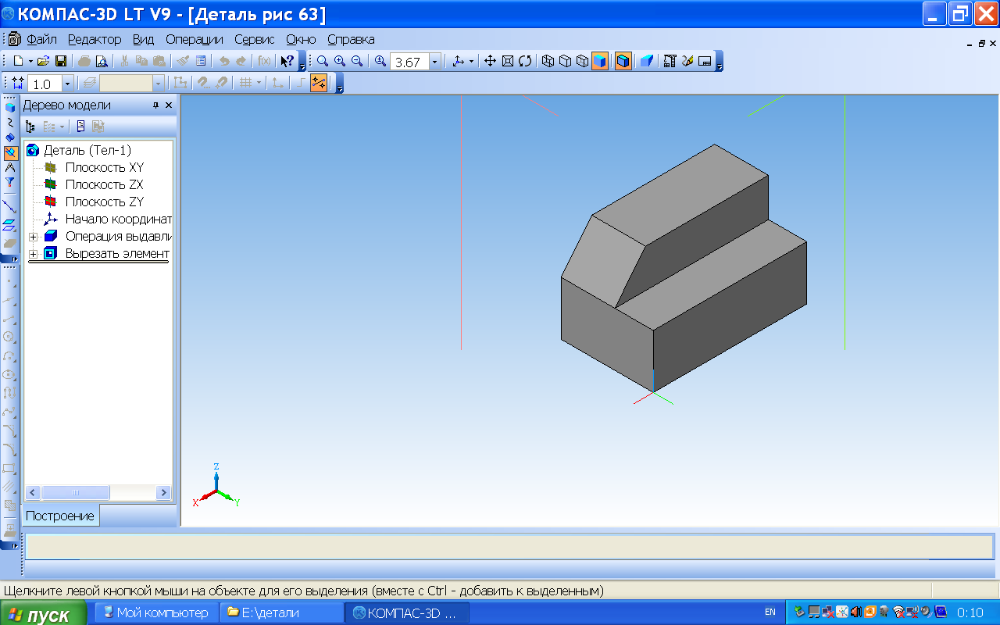 КОМПАС-3D LT V9 - [Деталь рис 63]
Файл Редактор Вид Операции Сервис Окно Справка
3.67
1.0
Дерево модели
Деталь (Тел-1)
Плоскость XY
Плоскость ZX
Плоскость ZY
Начало координат
Операция выдавли
Вырезать элемент
Z
X
Y
Построение
Щелкните левой кнопкой мыши на объекте для его выделения (вместе с Ctrl - добавить к выделенным)
пуск Мой компьютер E:\детали КОМПАС-3D ... EN 0:10